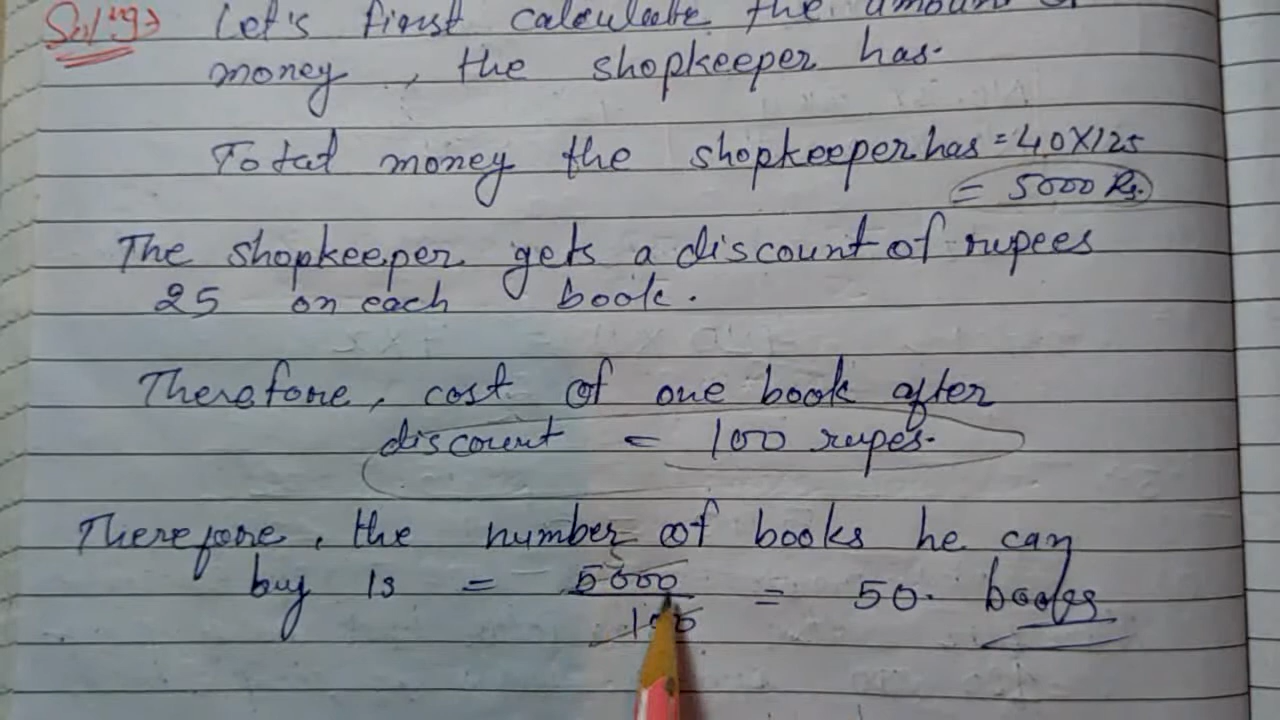 Let's first calculate the amount of
money, the shopkeeper has.
Total money the shopkeeper has = 40 X 125
= 5000 Rs.
The shopkeeper gets a discount of rupees
25 on each book.
Therefore, cost of one book after
discount = 100 rupes.
Therefore, the number of books he can
buy is = 5000 / 100 = 50. books